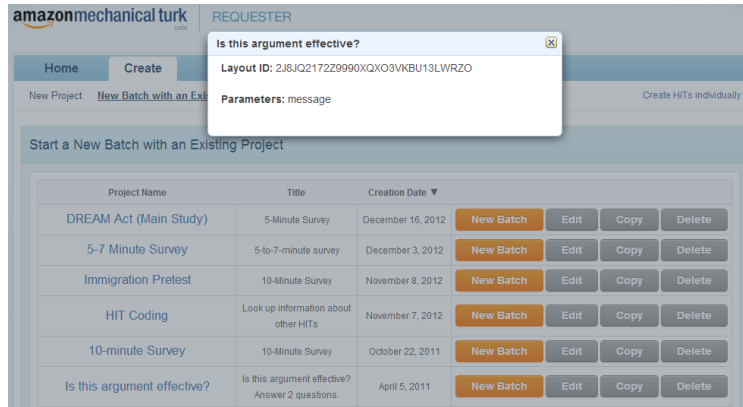 amazonmechanical turk
beta
REQUESTER
Is this argument effective?
Layout ID: 2J8JQ2172Z9990XQXO3VKBU13LWRZO
Parameters: message
Home Create
New Project New Batch with an Exi
Create HITs individually
Start a New Batch with an Existing Project
Project Name Title Creation Date ▼
DREAM Act (Main Study) 5-Minute Survey December 16, 2012 New Batch Edit Copy Delete
5-7 Minute Survey 5-to-7-minute survey December 3, 2012 New Batch Edit Copy Delete
Immigration Pretest 10-Minute Survey November 8, 2012 New Batch Edit Copy Delete
HIT Coding Look up information about
other HITs November 7, 2012 New Batch Edit Copy Delete
10-minute Survey 10-Minute Survey October 22, 2011 New Batch Edit Copy Delete
Is this argument effective? Is this argument effective?
Answer 2 questions. April 5, 2011 New Batch Edit Copy Delete